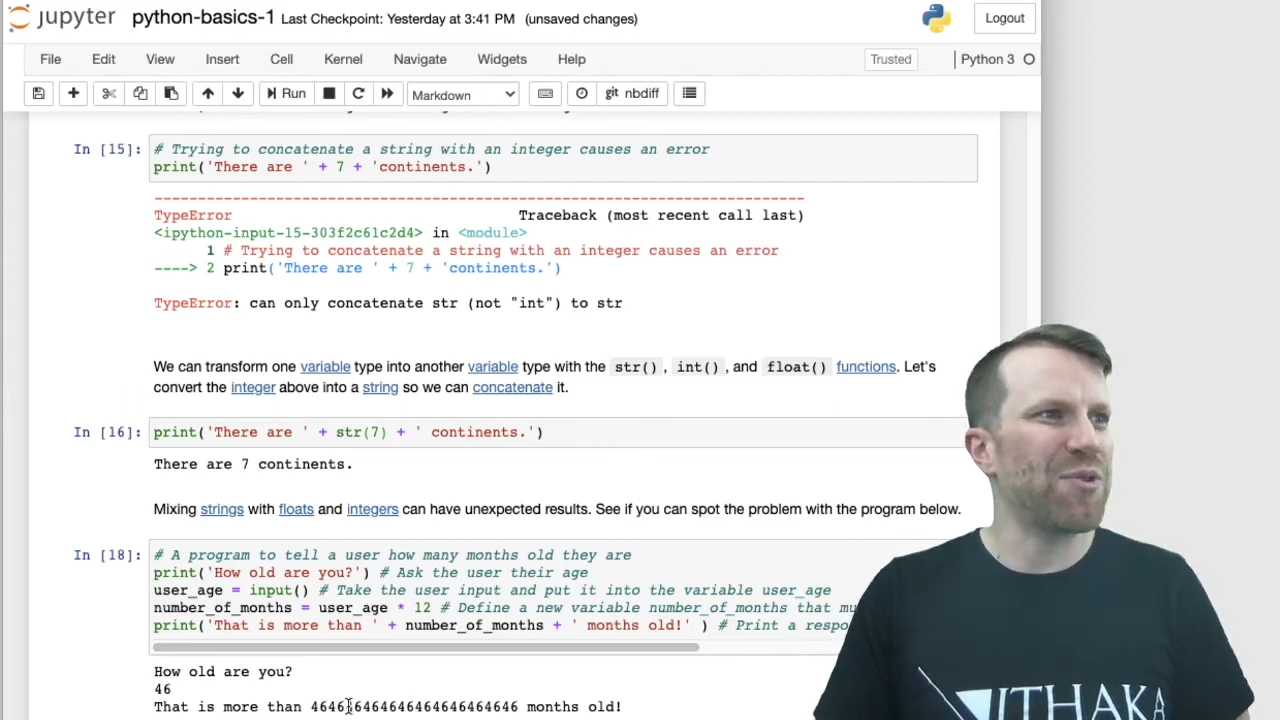 jupyter python-basics-1 Last Checkpoint: Yesterday at 3:41 PM (unsaved changes) Logout
File Edit View Insert Cell Kernel Navigate Widgets Help Trusted Python 3
Run Markdown git nbdiff
In [15]: # Trying to concatenate a string with an integer causes an error
print('There are ' + 7 + 'continents.')
TypeError Traceback (most recent call last)
<ipython-input-15-303f2c61c2d4> in <module>
1 # Trying to concatenate a string with an integer causes an error
----> 2 print('There are ' + 7 + 'continents.')
TypeError: can only concatenate str (not "int") to str
We can transform one variable type into another variable type with the str(), int(), and float() functions. Let's
convert the integer above into a string so we can concatenate it.
In [16]: print('There are ' + str(7) + ' continents.')
There are 7 continents.
Mixing strings with floats and integers can have unexpected results. See if you can spot the problem with the program below.
In [18]: # A program to tell a user how many months old they are
print('How old are you?') # Ask the user their age
user_age = input() # Take the user input and put it into the variable user_age
number_of_months = user_age * 12 # Define a new variable number_of_months that
print('That is more than ' + number_of_months + ' months old!' ) # Print a
How old are you?
46
That is more than 464646464646464646464646 months old!
ITHAKA